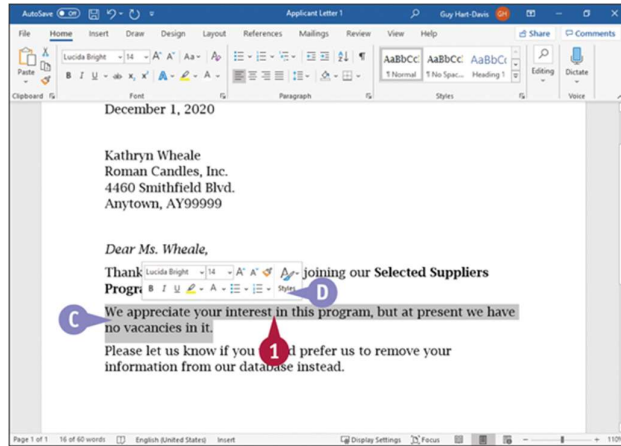 AutoSave Off Applicant Letter 1 Guy Hart-Davis GH
File Home Insert Draw Design Layout References Mailings Review View Help Share Comments
Lucida Bright 14 A A Aa A AaBbCc AaBbCc AaBbCc
Paste B I U ab x x A A ¶ Normal ¶ No Spac... Heading 1 Editing Dictate
Clipboard Font Paragraph Styles Voice
December 1, 2020
Kathryn Wheale
Roman Candles, Inc.
4460 Smithfield Blvd.
Anytown, AY99999
Dear Ms. Wheale,
Thank Lucida Bright 14 A A joining our Selected Suppliers
Progra B I U A Styles D
C We appreciate your interest in this program, but at present we have
no vacancies in it.
1
Please let us know if you prefer us to remove your
information from our database instead.
Page 1 of 1 16 of 60 words English (United States) Insert Display Settings Focus 110%